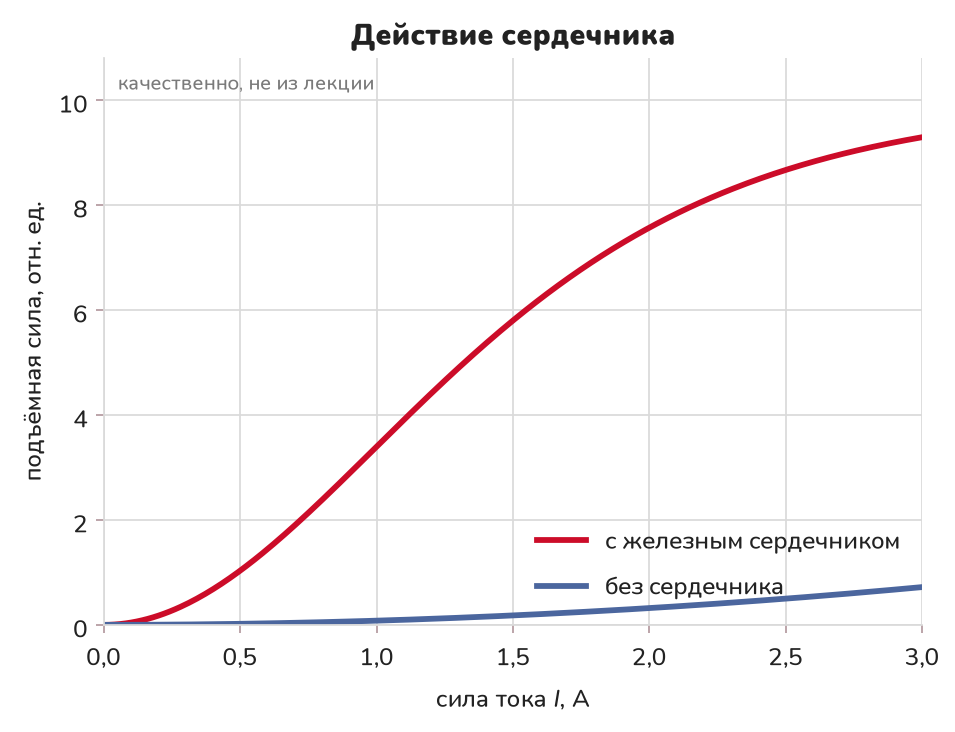 Действие сердечника
качественно, не из лекции
подъёмная сила, отн. ед.
10
8
6
4
2
0
с железным сердечником
без сердечника
0,0 0,5 1,0 1,5 2,0 2,5 3,0
сила тока I, А